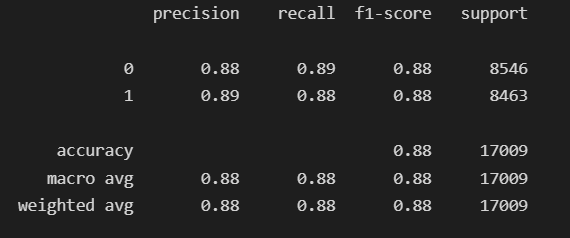 precision recall f1-score support
0 0.88 0.89 0.88 8546
1 0.89 0.88 0.88 8463
accuracy 0.88 17009
macro avg 0.88 0.88 0.88 17009
weighted avg 0.88 0.88 0.88 17009